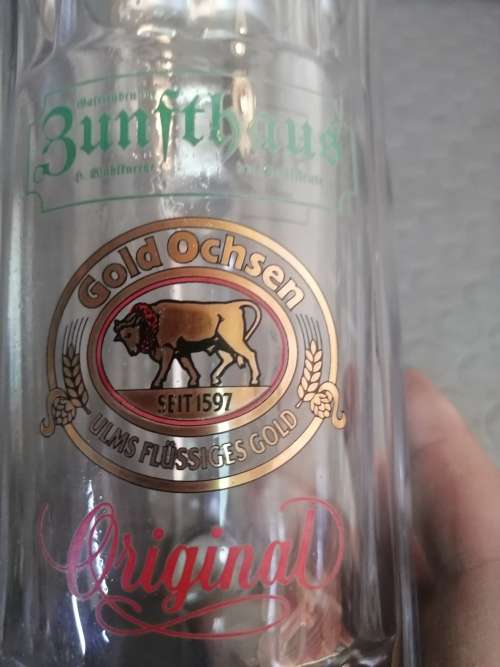 Zunfthaus
Gold Ochsen
SEIT 1597
ULMS FLÜSSIGES GOLD
Original